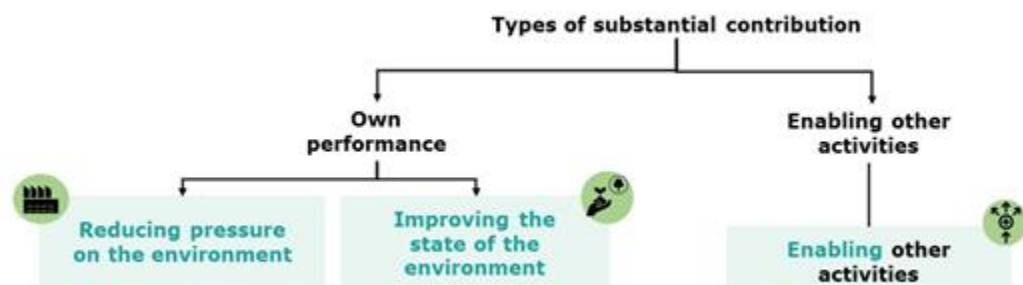 Types of substantial contribution
Own
performance
Enabling other
activities
Reducing pressure
on the environment
Improving the
state of the
environment
Enabling other
activities